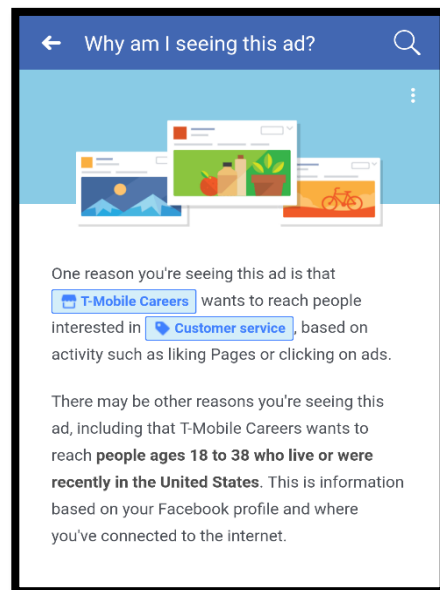 Why am I seeing this ad?
One reason you're seeing this ad is that
T-Mobile Careers wants to reach people
interested in Customer service, based on
activity such as liking Pages or clicking on ads.
There may be other reasons you're seeing this
ad, including that T-Mobile Careers wants to
reach people ages 18 to 38 who live or were
recently in the United States. This is information
based on your Facebook profile and where
you've connected to the internet.